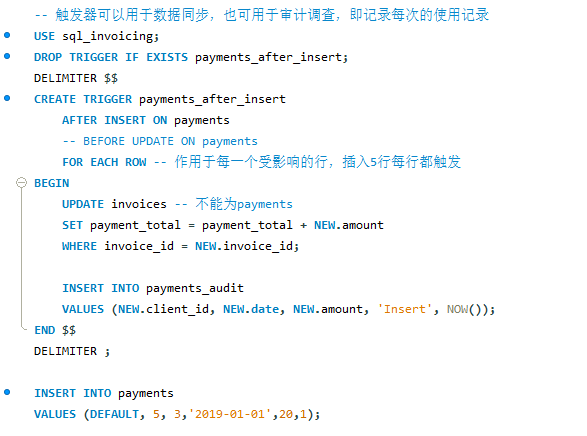 -- 触发器可以用于数据同步，也可用于审计调查，即记录每次的使用记录
USE sql_invoicing;
DROP TRIGGER IF EXISTS payments_after_insert;
DELIMITER $$
CREATE TRIGGER payments_after_insert
AFTER INSERT ON payments
-- BEFORE UPDATE ON payments
FOR EACH ROW -- 作用于每一个受影响的行，插入5行每行都触发
BEGIN
UPDATE invoices -- 不能为payments
SET payment_total = payment_total + NEW.amount
WHERE invoice_id = NEW.invoice_id;
INSERT INTO payments_audit
VALUES (NEW.client_id, NEW.date, NEW.amount, 'Insert', NOW());
END $$
DELIMITER ;
INSERT INTO payments
VALUES (DEFAULT, 5, 3,'2019-01-01',20,1);